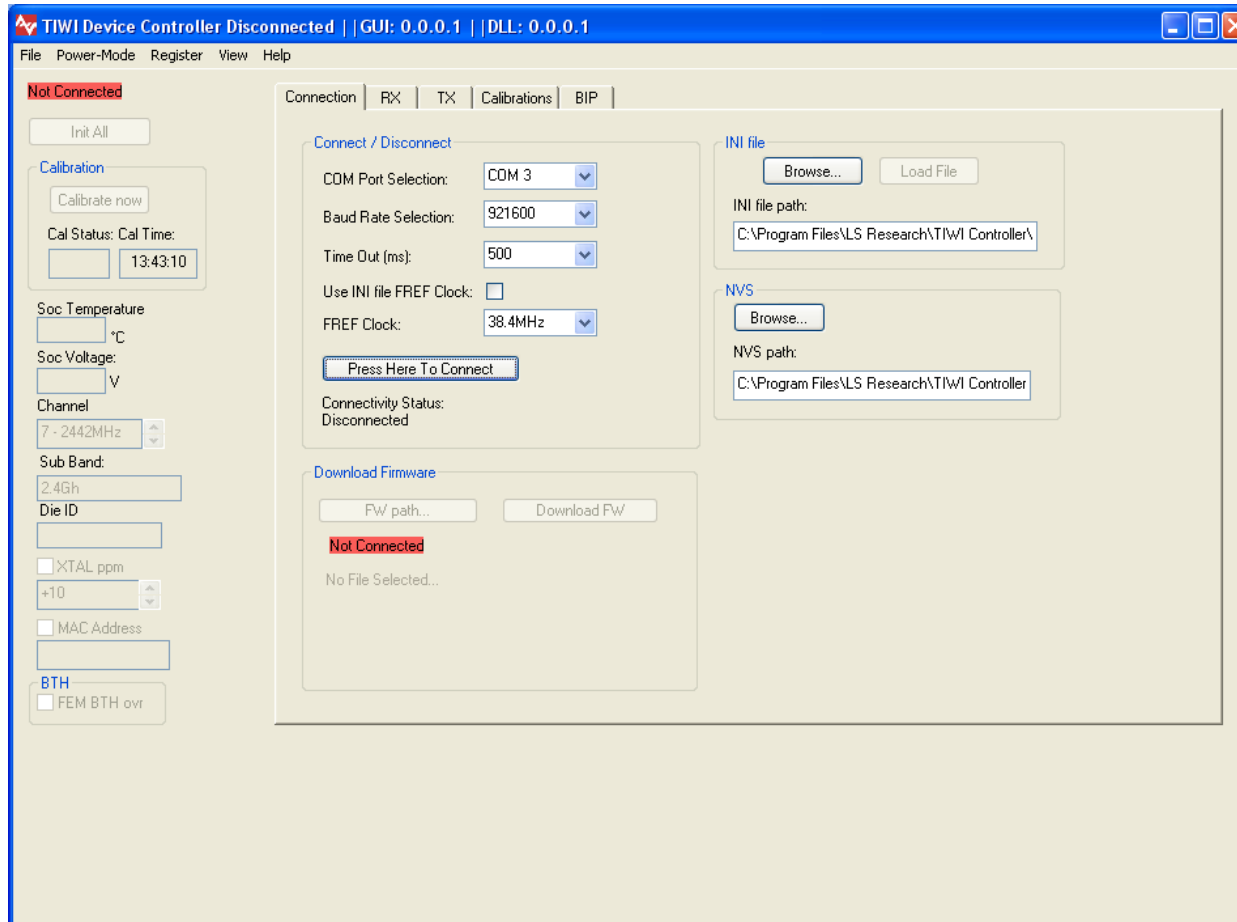 TIWI Device Controller Disconnected | |GUI: 0.0.0.1 | |DLL: 0.0.0.1
File Power-Mode Register View Help
Not Connected
Init All
Calibration
Calibrate now
Cal Status: Cal Time:
13:43:10
Soc Temperature
°C
Soc Voltage:
V
Channel
7 - 2442MHz
Sub Band:
2.4Gh
Die ID
XTAL ppm
+10
MAC Address
BTH
FEM BTH ovr
Connection RX TX Calibrations BIP
Connect / Disconnect
COM Port Selection: COM 3
Baud Rate Selection: 921600
Time Out (ms): 500
Use INI file FREF Clock:
FREF Clock: 38.4MHz
Press Here To Connect
Connectivity Status:
Disconnected
Download Firmware
FW path... Download FW
Not Connected
No File Selected...
INI file
Browse... Load File
INI file path:
C:\Program Files\LS Research\TIWI Controller\
NVS
Browse...
NVS path:
C:\Program Files\LS Research\TIWI Controller